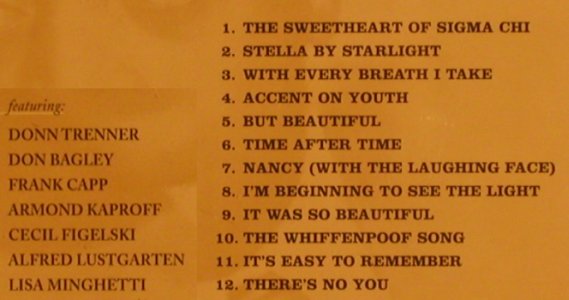 1. THE SWEETHEART OF SIGMA CHI
2. STELLA BY STARLIGHT
3. WITH EVERY BREATH I TAKE
4. ACCENT ON YOUTH
5. BUT BEAUTIFUL
6. TIME AFTER TIME
7. NANCY (WITH THE LAUGHING FACE)
8. I'M BEGINNING TO SEE THE LIGHT
9. IT WAS SO BEAUTIFUL
10. THE WHIFFENPOOF SONG
11. IT'S EASY TO REMEMBER
12. THERE'S NO YOU
featuring:
DONN TRENNER
DON BAGLEY
FRANK CAPP
ARMOND KAPROFF
CECIL FIGELSKI
ALFRED LUSTGARTEN
LISA MINGHETTI